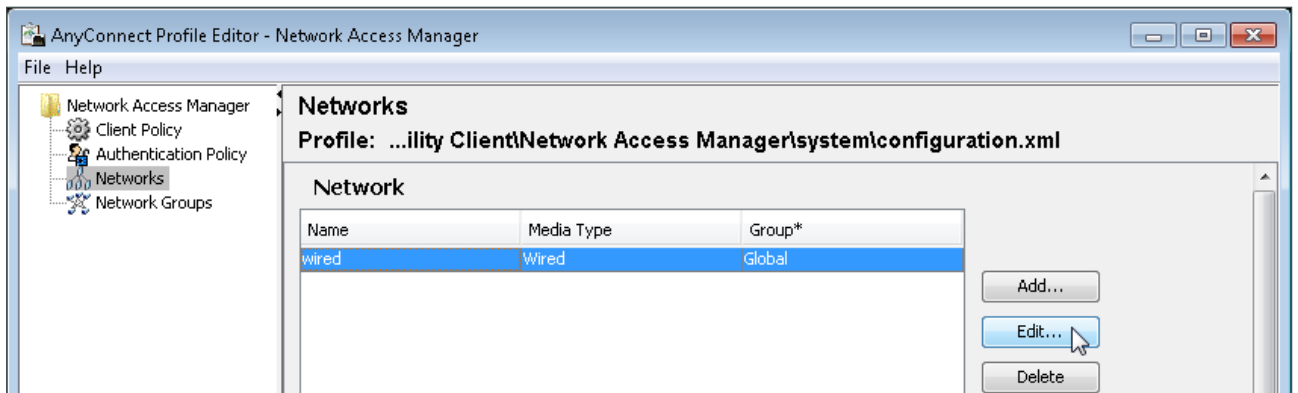 AnyConnect Profile Editor - Network Access Manager
File Help
Network Access Manager
Client Policy
Authentication Policy
Networks
Network Groups
Networks
Profile: ...ility Client\Network Access Manager\system\configuration.xml
Network
Name Media Type Group*
wired Wired Global
Add...
Edit...
Delete